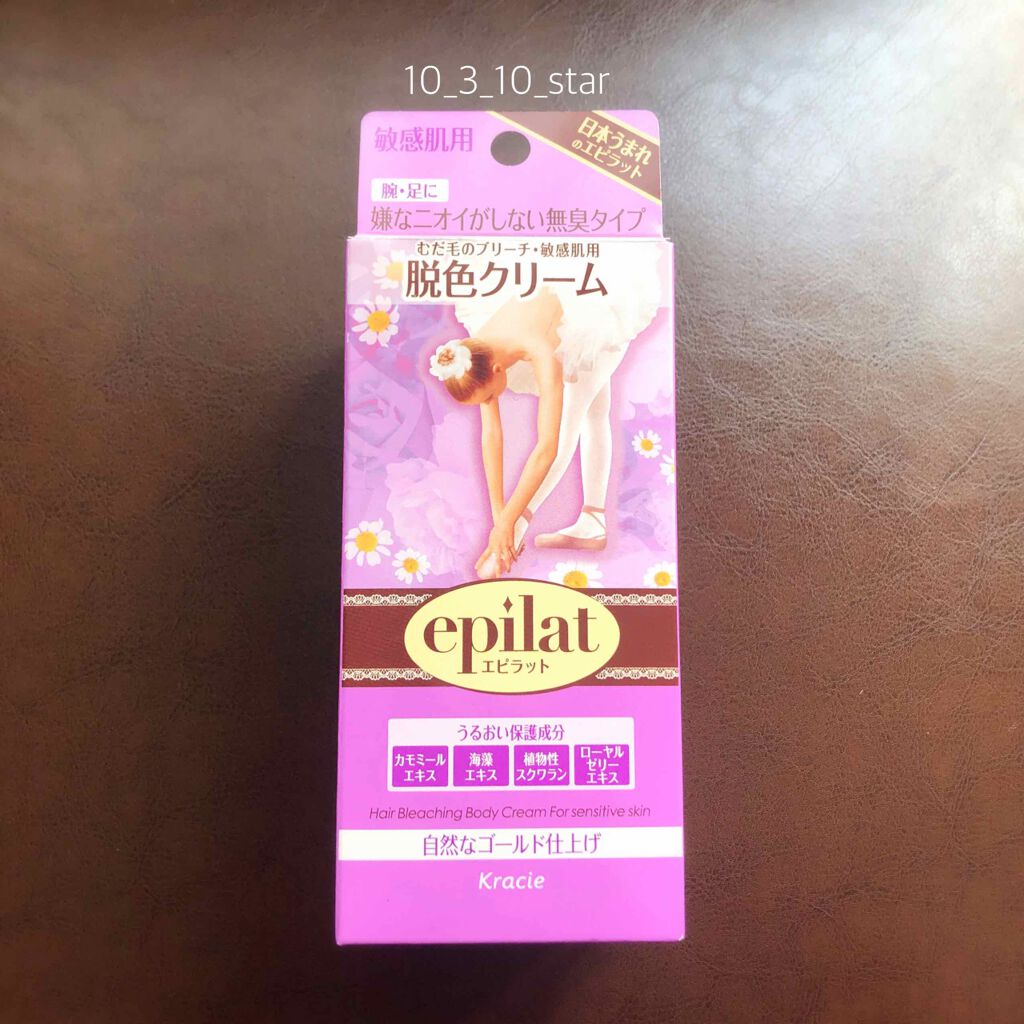 10_3_10_star
敏感肌用
日本うまれ
のエピラット
腕・足に
嫌なニオイがしない無臭タイプ
むだ毛のブリーチ・敏感肌用
脱色クリーム
epilat
エピラット
うるおい保護成分
カモミール
エキス
海藻
エキス
植物性
スクワラン
ローヤル
ゼリー
エキス
Hair Bleaching Body Cream For sensitive skin
自然なゴールド仕上げ
Kracie